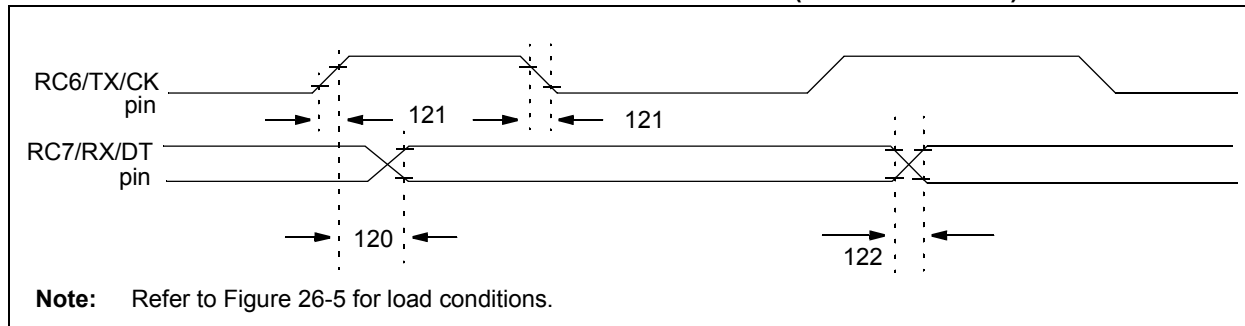 RC6/TX/CK
pin
121
121
RC7/RX/DT
pin
120
122
Note: Refer to Figure 26-5 for load conditions.